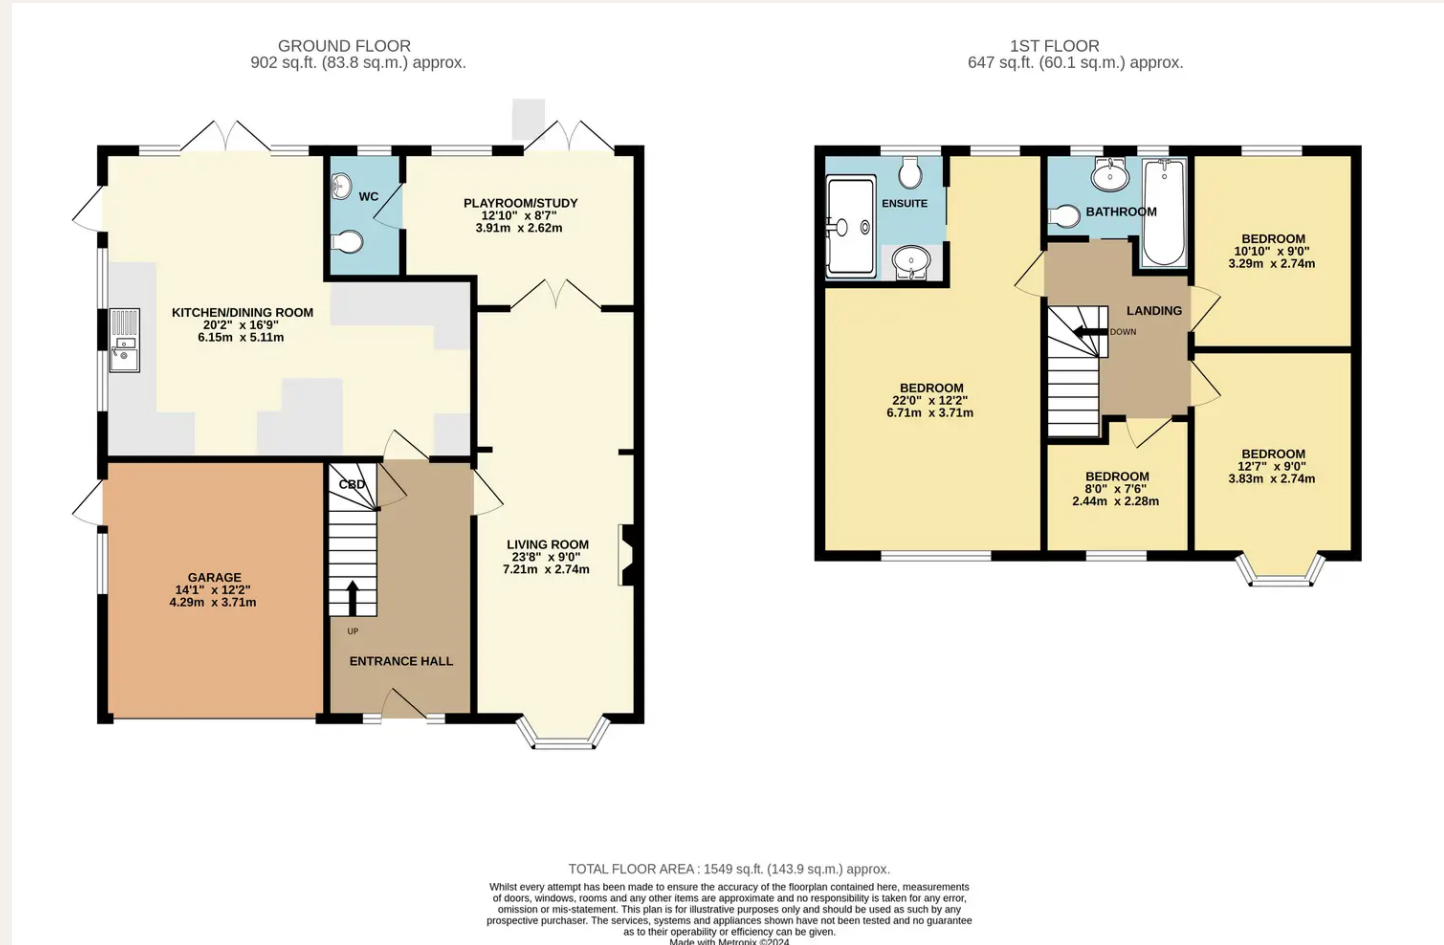 GROUND FLOOR
902 sq.ft. (83.8 sq.m.) approx.
1ST FLOOR
647 sq.ft. (60.1 sq.m.) approx.
WC
PLAYROOM/STUDY
12'10" x 8'7"
3.91m x 2.62m
KITCHEN/DINING ROOM
20'2" x 16'9"
6.15m x 5.11m
CBD
LIVING ROOM
23'8" x 9'0"
7.21m x 2.74m
GARAGE
14'1" x 12'2"
4.29m x 3.71m
UP
ENTRANCE HALL
ENSUITE
BATHROOM
BEDROOM
10'10" x 9'0"
3.29m x 2.74m
LANDING
DOWN
BEDROOM
22'0" x 12'2"
6.71m x 3.71m
BEDROOM
8'0" x 7'6"
2.44m x 2.28m
BEDROOM
12'7" x 9'0"
3.83m x 2.74m
TOTAL FLOOR AREA : 1549 sq.ft. (143.9 sq.m.) approx.
Whilst every attempt has been made to ensure the accuracy of the floorplan contained here, measurements
of doors, windows, rooms and any other items are approximate and no responsibility is taken for any error,
omission or mis-statement. This plan is for illustrative purposes only and should be used as such by any
prospective purchaser. The services, systems and appliances shown have not been tested and no guarantee
as to their operability or efficiency can be given.
Made with Metropix ©2024